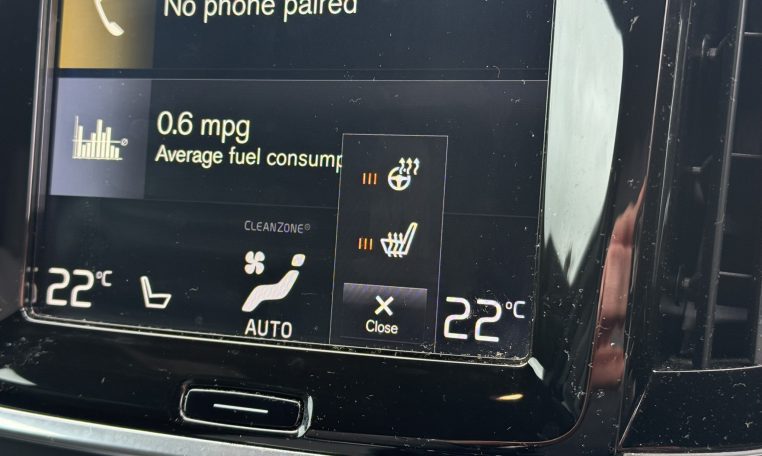 No phone paired
0.6 mpg
Average fuel consump
CLEANZONE®
22°C
AUTO
Close
22°C